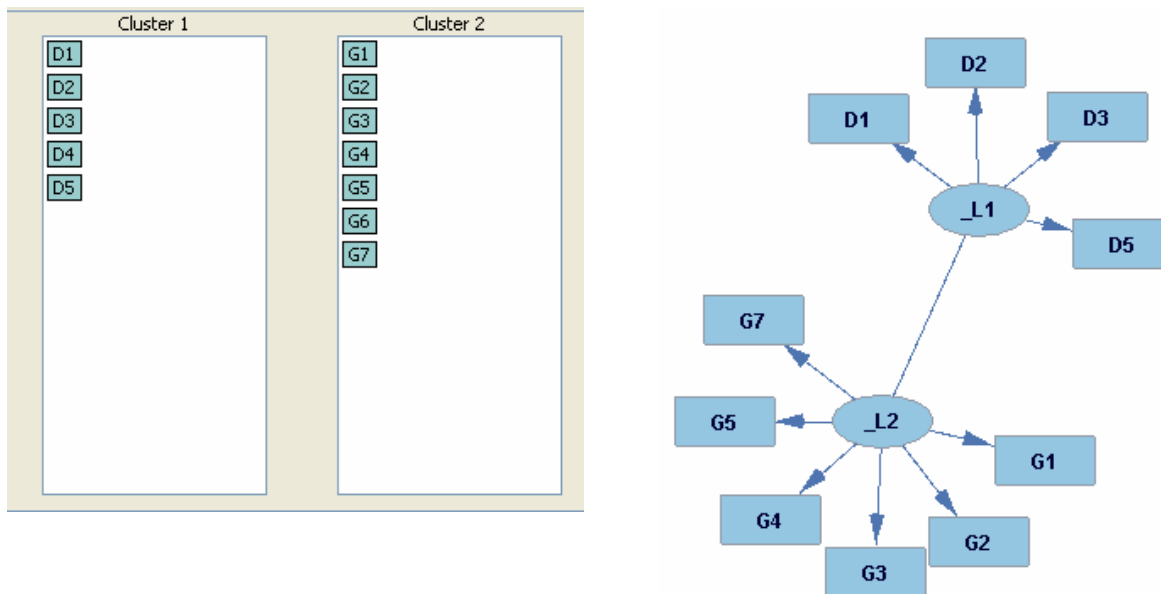 Cluster 1
Cluster 2
D1
D2
D3
D4
D5
G1
G2
G3
G4
G5
G6
G7
D2
D1
D3
_L1
D5
G7
G5
_L2
G1
G4
G2
G3